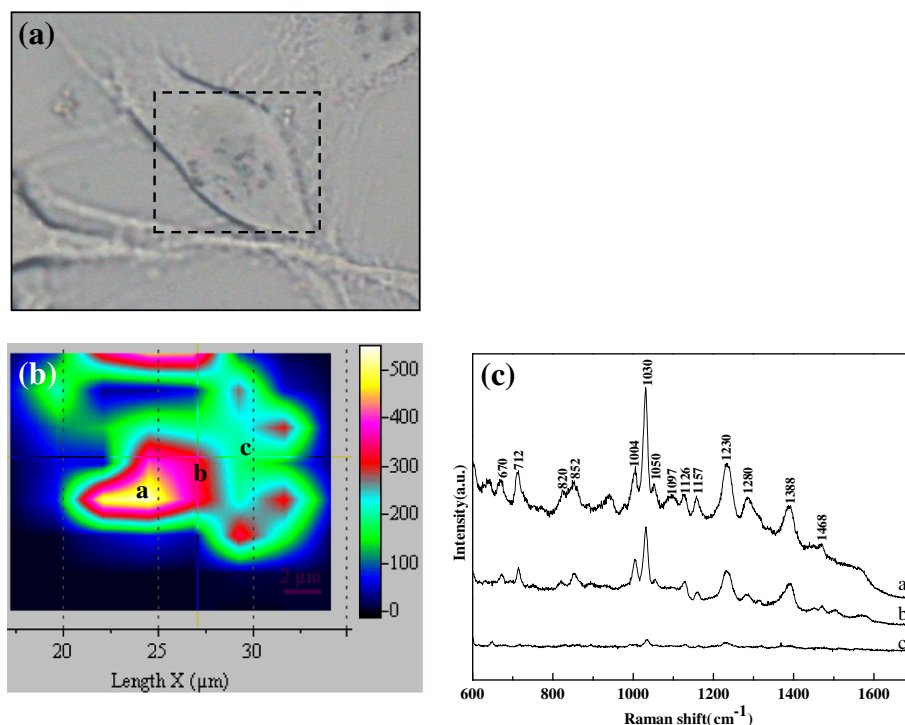 (a)
(b)
500
400
300
200
100
0
a
b
c
2 µm
20
25
30
Length X (µm)
(c)
Intensity(a.u.)
670
712
820
852
1004
1030
1050
1097
1126
1157
1230
1280
1388
1468
a
b
c
600
800
1000
1200
1400
1600
Raman shift(cm⁻¹)